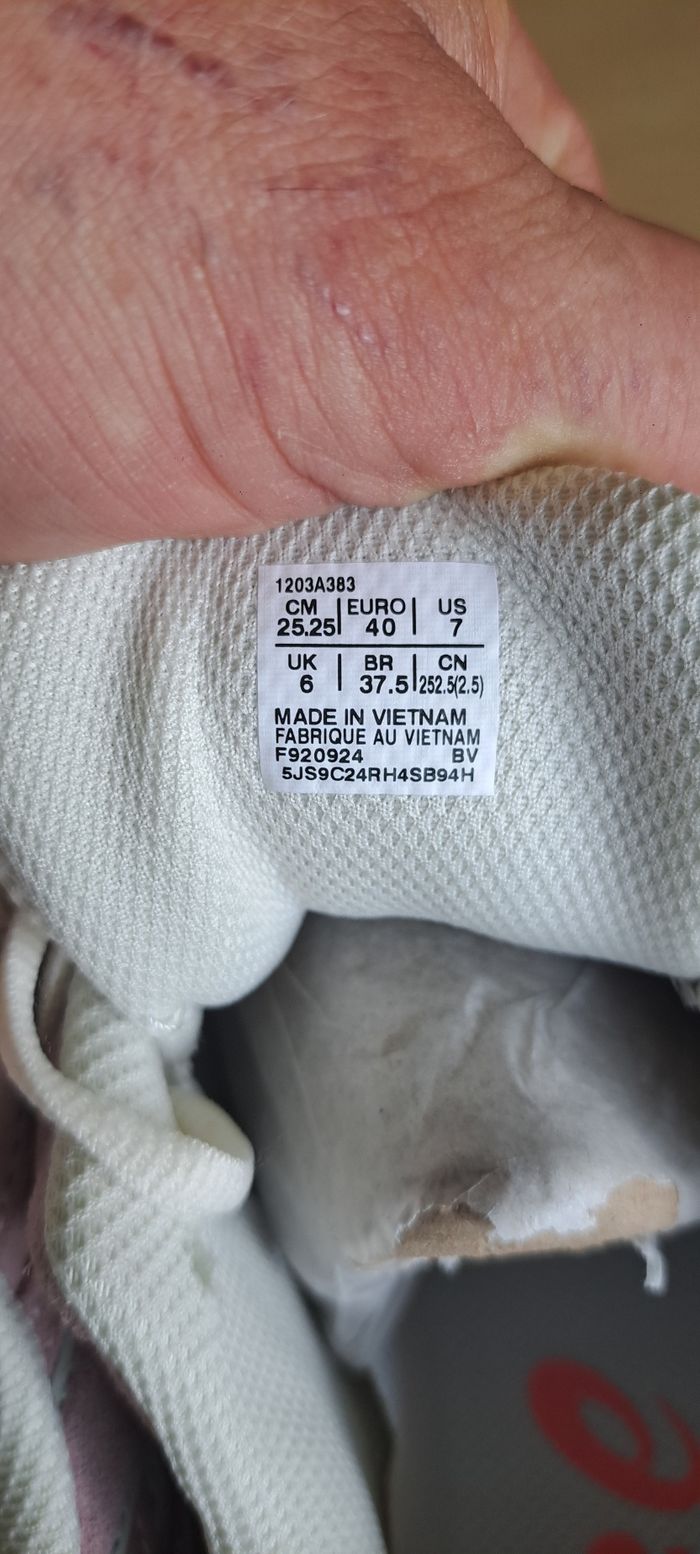 1203A383
CM | EURO | US
25.25 | 40 | 7
UK | BR | CN
6 | 37.5 | 252.5(2.5)
MADE IN VIETNAM
FABRIQUE AU VIETNAM
F920924 BV
5JS9C24RH4SB94H